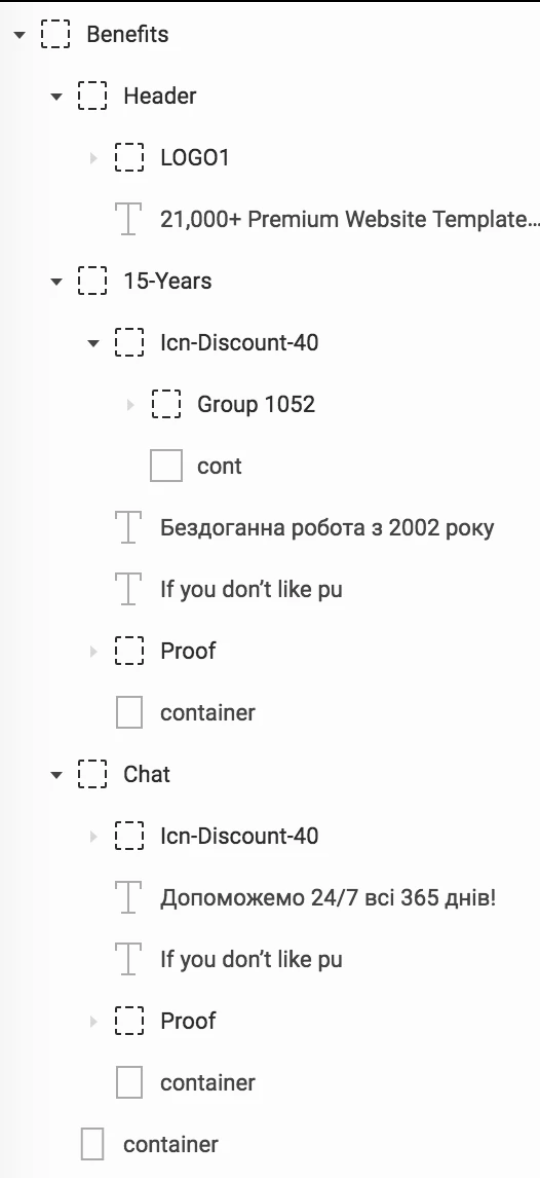 Benefits
Header
LOGO1
21,000+ Premium Website Template...
15-Years
Icn-Discount-40
Group 1052
cont
Бездоганна робота з 2002 року
If you don’t like pu
Proof
container
Chat
Icn-Discount-40
Допоможемо 24/7 всі 365 днів!
If you don’t like pu
Proof
container
container